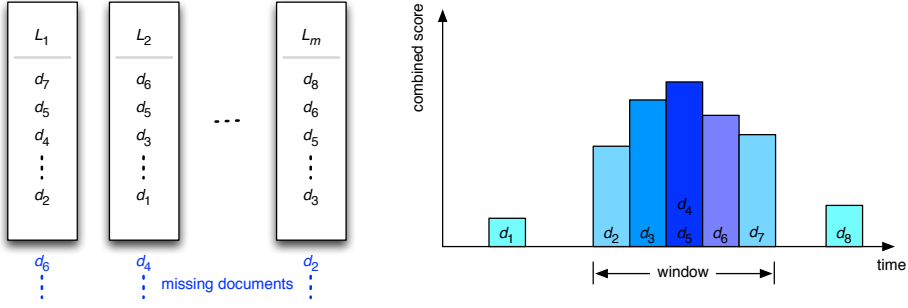 L1 L2 Lm
d7 d6 d8
d5 d5 d6
d4 d3 d5
d2 d1 d3
d6 d4 d2
missing documents
combined score
d4
d1 d2 d3 d5 d6 d7 d8
time
window